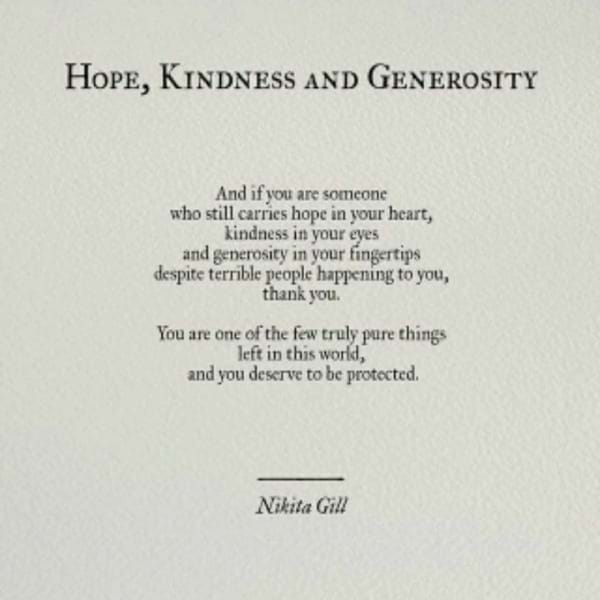 Hope, Kindness and Generosity
And if you are someone
who still carries hope in your heart,
kindness in your eyes
and generosity in your fingertips
despite terrible people happening to you,
thank you.
You are one of the few truly pure things
left in this world,
and you deserve to be protected.
Nikita Gill